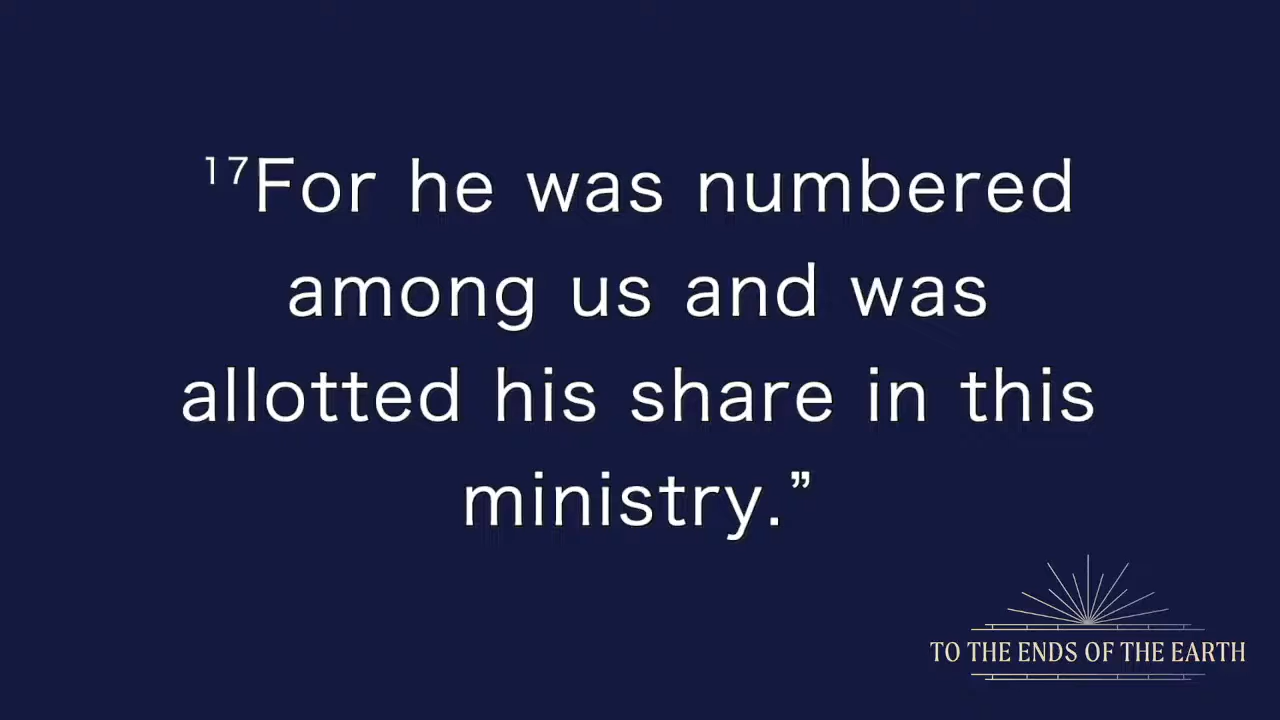 ¹⁷For he was numbered
among us and was
allotted his share in this
ministry.”
TO THE ENDS OF THE EARTH